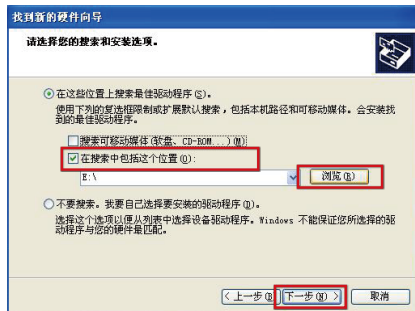 找到新的硬件向导
请选择您的搜索和安装选项。
在这些位置上搜索最佳驱动程序(S)。
使用下列的复选框限制或扩展默认搜索，包括本机路径和可移动媒体。会安装找
到的最佳驱动程序。
搜索可移动媒体(软盘、CD-ROM...)(M)
在搜索中包括这个位置(O):
E:\
浏览(R)
不要搜索。我要自己选择要安装的驱动程序(D)。
选择这个选项以便从列表中选择设备驱动程序。Windows 不能保证您所选择的驱
动程序与您的硬件最匹配。
<上一步(B) 下一步(N)> 取消